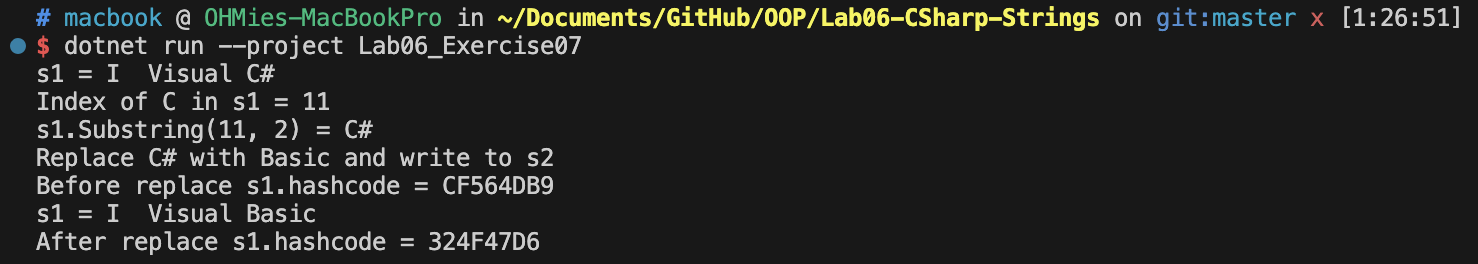 # macbook @ OHMies-MacBookPro in ~/Documents/GitHub/OOP/Lab06-CSharp-Strings on git:master x [1:26:51]
$ dotnet run --project Lab06_Exercise07
s1 = I  Visual C#
Index of C in s1 = 11
s1.Substring(11, 2) = C#
Replace C# with Basic and write to s2
Before replace s1.hashcode = CF564DB9
s1 = I  Visual Basic
After replace s1.hashcode = 324F47D6